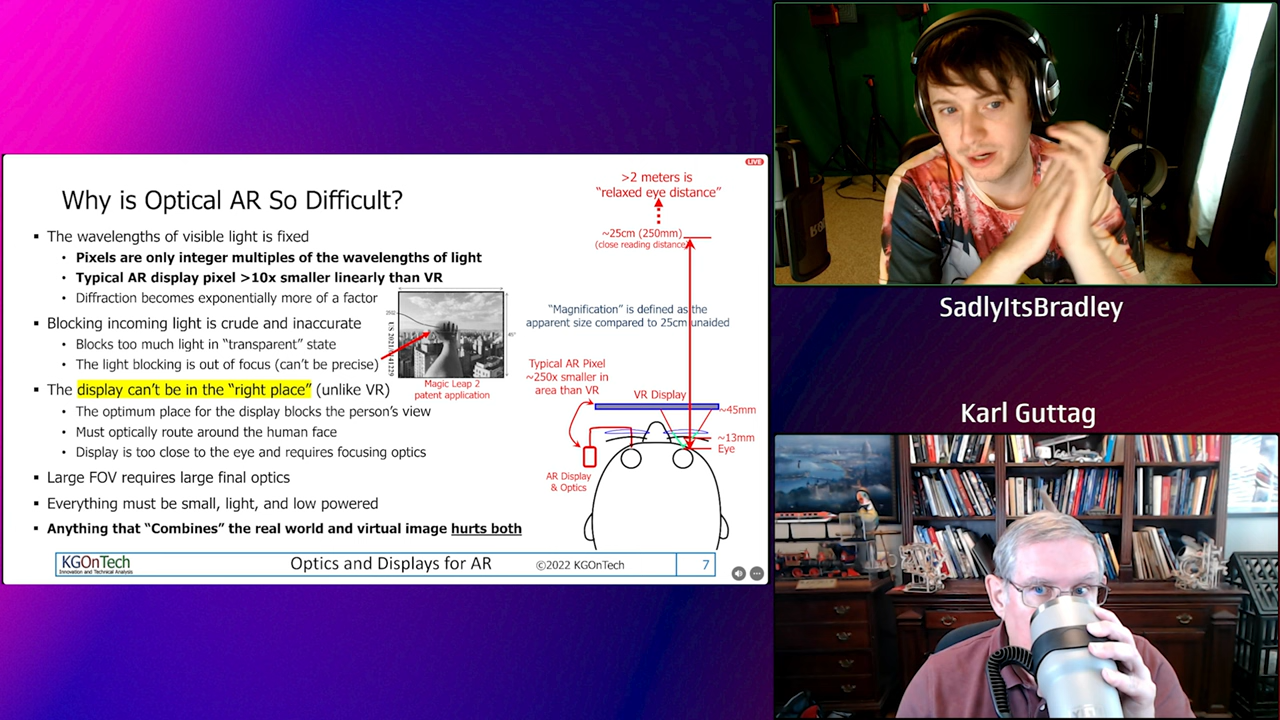 LIVE
Why is Optical AR So Difficult?
▪ The wavelengths of visible light is fixed
• Pixels are only integer multiples of the wavelengths of light
• Typical AR display pixel >10x smaller linearly than VR
• Diffraction becomes exponentially more of a factor
▪ Blocking incoming light is crude and inaccurate
• Blocks too much light in “transparent” state
• The light blocking is out of focus (can’t be precise)
▪ The display can’t be in the “right place” (unlike VR)
• The optimum place for the display blocks the person’s view
• Must optically route around the human face
• Display is too close to the eye and requires focusing optics
▪ Large FOV requires large final optics
▪ Everything must be small, light, and low powered
▪ Anything that “Combines” the real world and virtual image hurts both
Magic Leap 2
patent application
>2 meters is
“relaxed eye distance”
~25cm (250mm)
(close reading distance)
“Magnification” is defined as the
apparent size compared to 25cm unaided
Typical AR Pixel
~250x smaller in
area than VR
VR Display
~45mm
~13mm
Eye
AR Display
& Optics
KGOnTech
Innovation and Technical Analysis
Optics and Displays for AR
©2022 KGOnTech
7
SadlyItsBradley
Karl Guttag